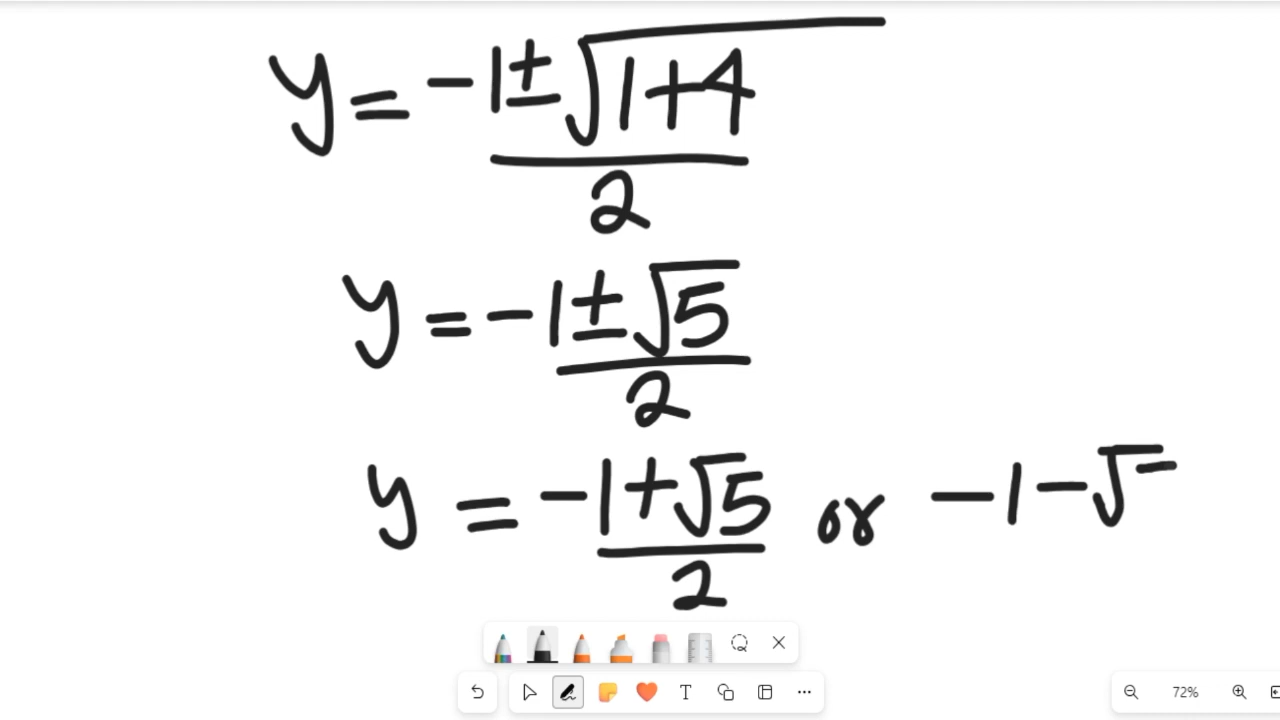 y = -1±√1+4
2
y = -1±√5
2
y = -1+√5 or -1-√
2
72%